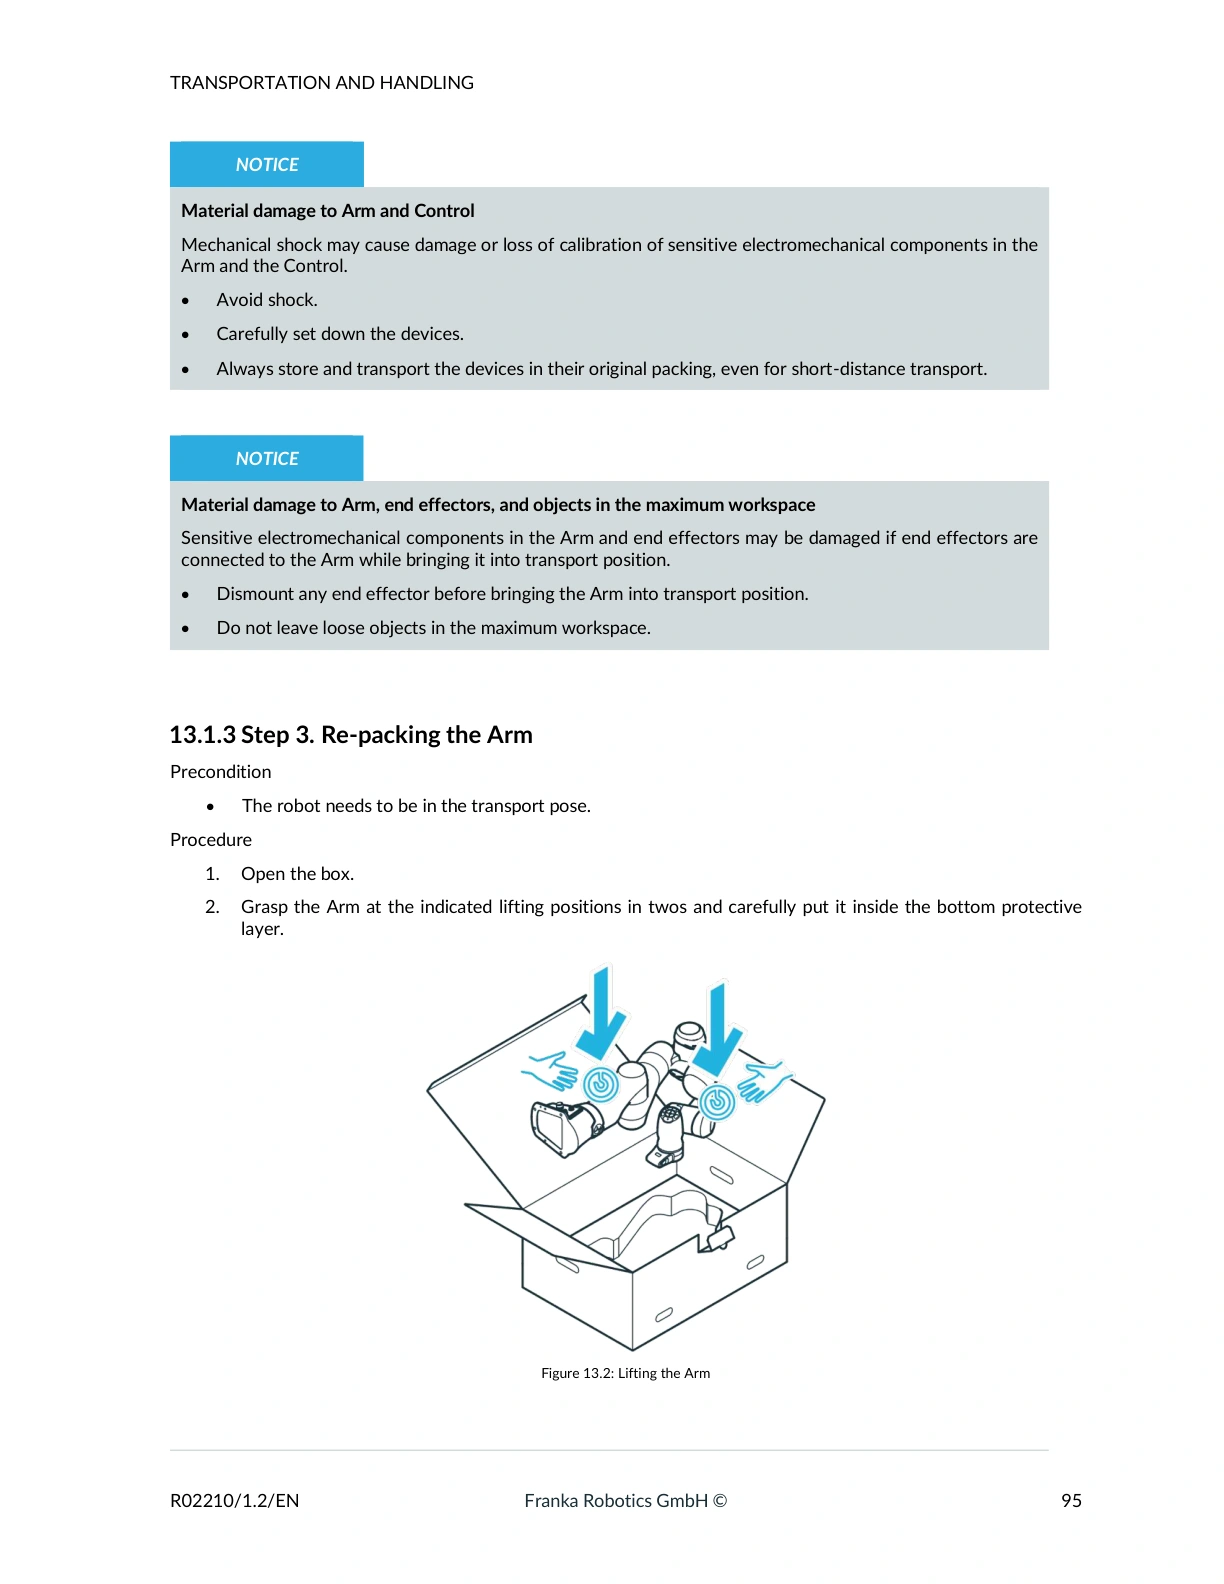 TRANSPORTATION AND HANDLING
NOTICE
Material damage to Arm and Control
Mechanical shock may cause damage or loss of calibration of sensitive electromechanical components in the
Arm and the Control.
• Avoid shock.
• Carefully set down the devices.
• Always store and transport the devices in their original packing, even for short-distance transport.
NOTICE
Material damage to Arm, end effectors, and objects in the maximum workspace
Sensitive electromechanical components in the Arm and end effectors may be damaged if end effectors are
connected to the Arm while bringing it into transport position.
• Dismount any end effector before bringing the Arm into transport position.
• Do not leave loose objects in the maximum workspace.
13.1.3 Step 3. Re-packing the Arm
Precondition
• The robot needs to be in the transport pose.
Procedure
1. Open the box.
2. Grasp the Arm at the indicated lifting positions in twos and carefully put it inside the bottom protective
layer.
Figure 13.2: Lifting the Arm
R02210/1.2/EN
Franka Robotics GmbH ©
95